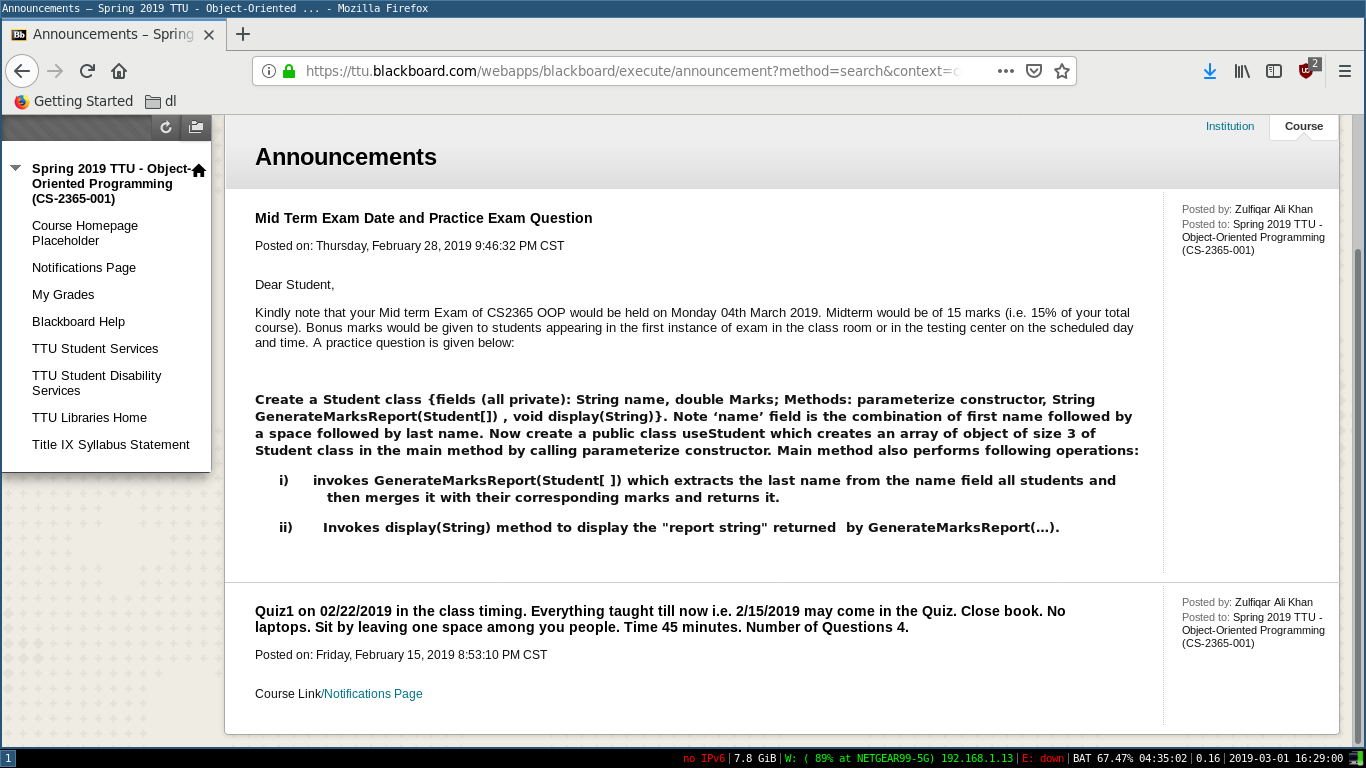 Announcements – Spring 2019 TTU - Object-Oriented ... - Mozilla Firefox
Announcements – Spring
https://ttu.blackboard.com/webapps/blackboard/execute/announcement?method=search&context=c
2
Getting Started
dl
Institution
Course
Announcements
Spring 2019 TTU - Object-
Oriented Programming
(CS-2365-001)
Course Homepage
Placeholder
Notifications Page
My Grades
Blackboard Help
TTU Student Services
TTU Student Disability
Services
TTU Libraries Home
Title IX Syllabus Statement
Mid Term Exam Date and Practice Exam Question
Posted on: Thursday, February 28, 2019 9:46:32 PM CST
Posted by: Zulfiqar Ali Khan
Posted to: Spring 2019 TTU -
Object-Oriented Programming
(CS-2365-001)
Dear Student,
Kindly note that your Mid term Exam of CS2365 OOP would be held on Monday 04th March 2019. Midterm would be of 15 marks (i.e. 15% of your total
course). Bonus marks would be given to students appearing in the first instance of exam in the class room or in the testing center on the scheduled day
and time. A practice question is given below:
Create a Student class {fields (all private): String name, double Marks; Methods: parameterize constructor, String
GenerateMarksReport(Student[]) , void display(String)}. Note ‘name’ field is the combination of first name followed by
a space followed by last name. Now create a public class useStudent which creates an array of object of size 3 of
Student class in the main method by calling parameterize constructor. Main method also performs following operations:
i) invokes GenerateMarksReport(Student[ ]) which extracts the last name from the name field all students and
then merges it with their corresponding marks and returns it.
ii) Invokes display(String) method to display the "report string" returned by GenerateMarksReport(...).
Quiz1 on 02/22/2019 in the class timing. Everything taught till now i.e. 2/15/2019 may come in the Quiz. Close book. No
laptops. Sit by leaving one space among you people. Time 45 minutes. Number of Questions 4.
Posted on: Friday, February 15, 2019 8:53:10 PM CST
Posted by: Zulfiqar Ali Khan
Posted to: Spring 2019 TTU -
Object-Oriented Programming
(CS-2365-001)
Course Link/Notifications Page
1
no IPv6|7.8 GiB|W: ( 89% at NETGEAR99-5G) 192.168.1.13|E: down|BAT 67.47% 04:35:02|0.16|2019-03-01 16:29:00